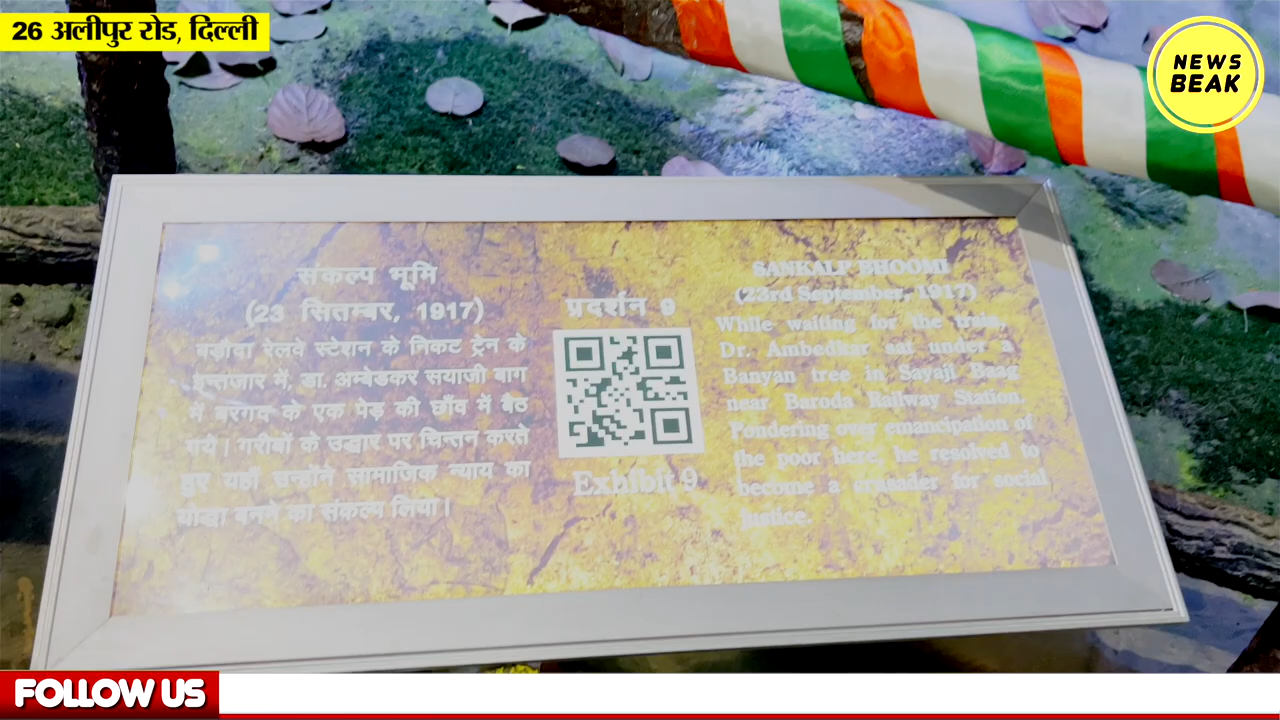 26 अलीपुर रोड, दिल्ली
NEWS
BEAK
संकल्प भूमि
(23 सितम्बर, 1917)
बड़ौदा रेलवे स्टेशन के निकट ट्रेन के
इन्तजार में, डा. अम्बेडकर सयाजी बाग
में बरगद के एक पेड़ की छाँव में बैठ
गये। गरीबों के उद्धार पर चिन्तन करते
हुए यहाँ उन्होंने सामाजिक न्याय का
योद्धा बनने का संकल्प लिया।
प्रदर्शन 9
Exhibit 9
SANKALP BHOOMI
(23rd September, 1917)
While waiting for the train,
Dr. Ambedkar sat under a
Banyan tree in Sayaji Baag
near Baroda Railway Station.
Pondering over emancipation of
the poor here, he resolved to
become a crusader for social
justice.
FOLLOW US